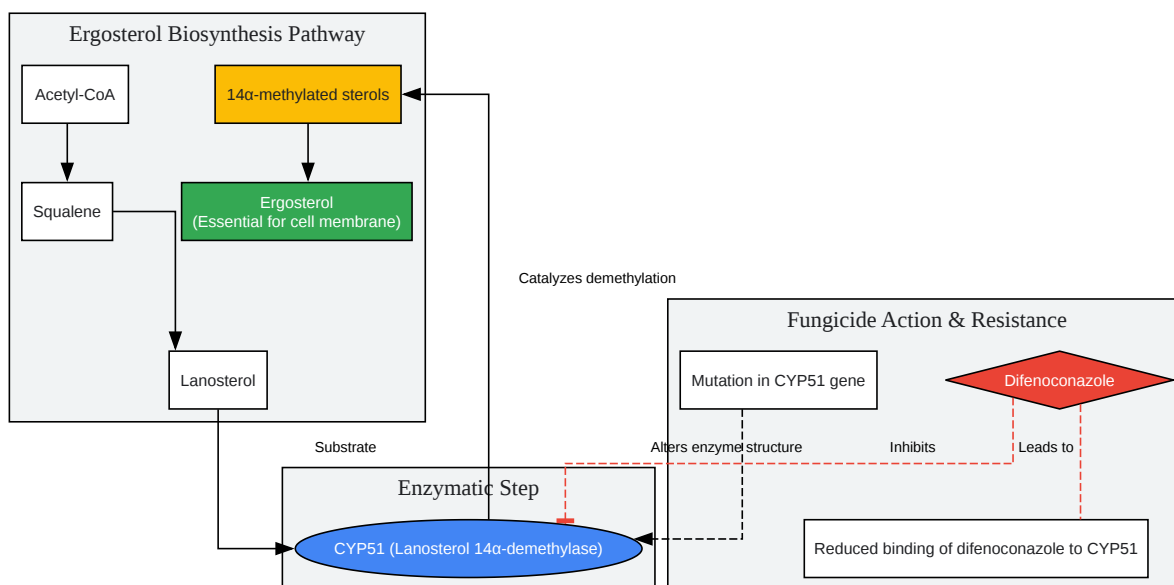 Ergosterol Biosynthesis Pathway
Acetyl-CoA
14α-methylated sterols
Squalene
Ergosterol
(Essential for cell membrane)
Catalyzes demethylation
Fungicide Action & Resistance
Lanosterol
Mutation in CYP51 gene
Difenoconazole
Substrate
Alters enzyme structure
Inhibits
Leads to
Enzymatic Step
CYP51 (Lanosterol 14α-demethylase)
Reduced binding of difenoconazole to CYP51